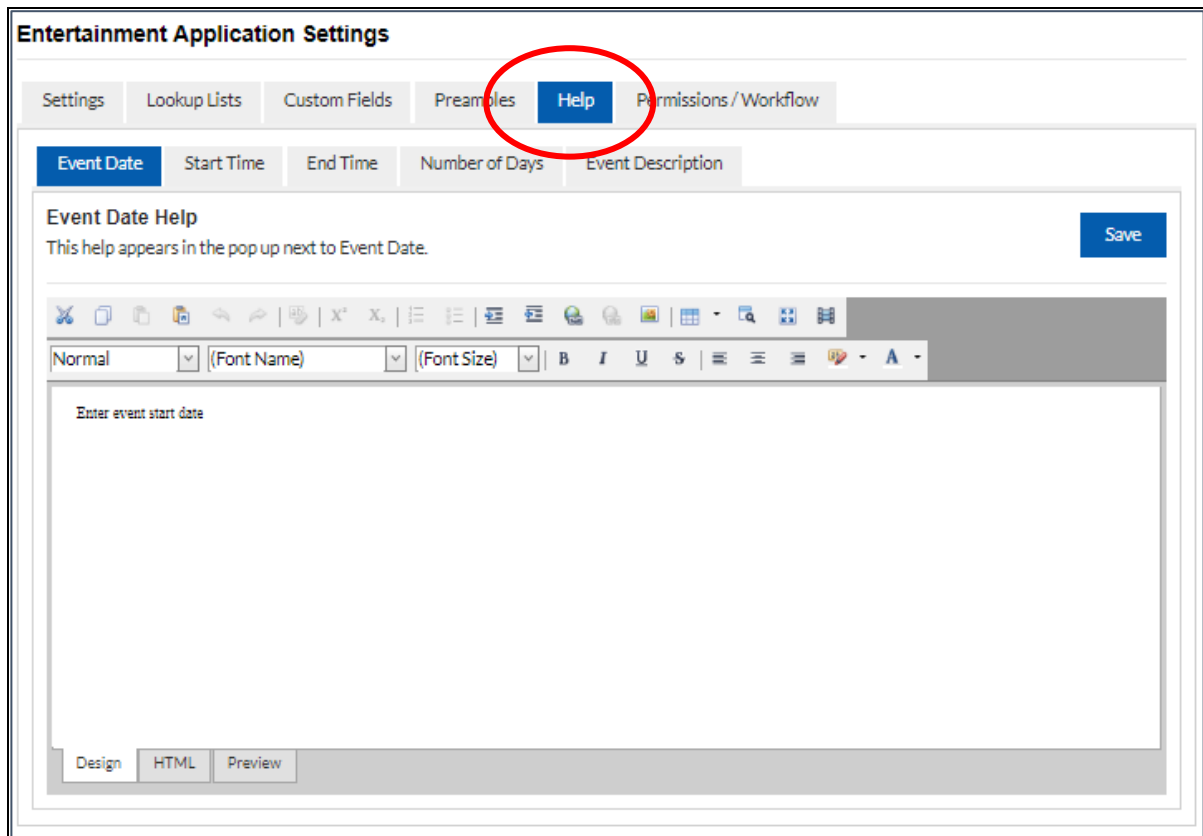 Entertainment Application Settings
Settings Lookup Lists Custom Fields Preambles Help Permissions / Workflow
Event Date Start Time End Time Number of Days Event Description
Event Date Help
This help appears in the pop up next to Event Date.
Save
Normal (Font Name) (Font Size) B I U S A
Enter event start date
Design HTML Preview